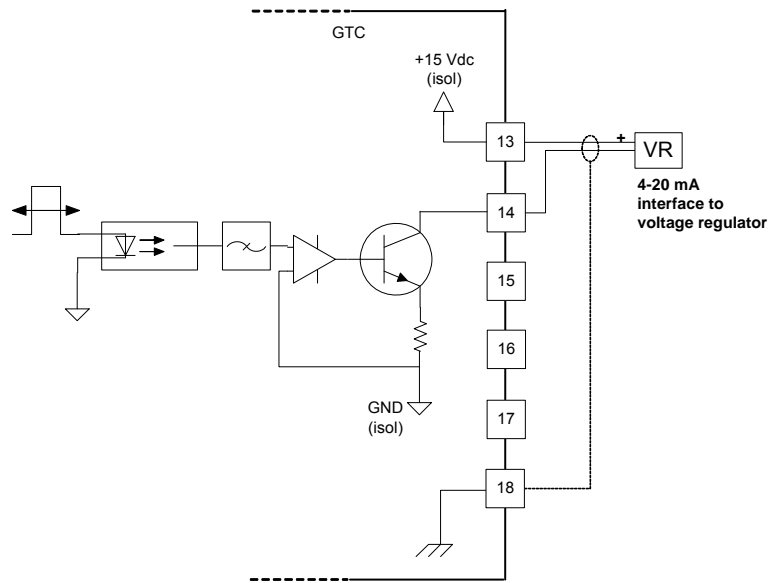 GTC
+15 Vdc
(isol)
13
+
VR
4-20 mA
interface to
voltage regulator
14
15
16
17
GND
(isol)
18